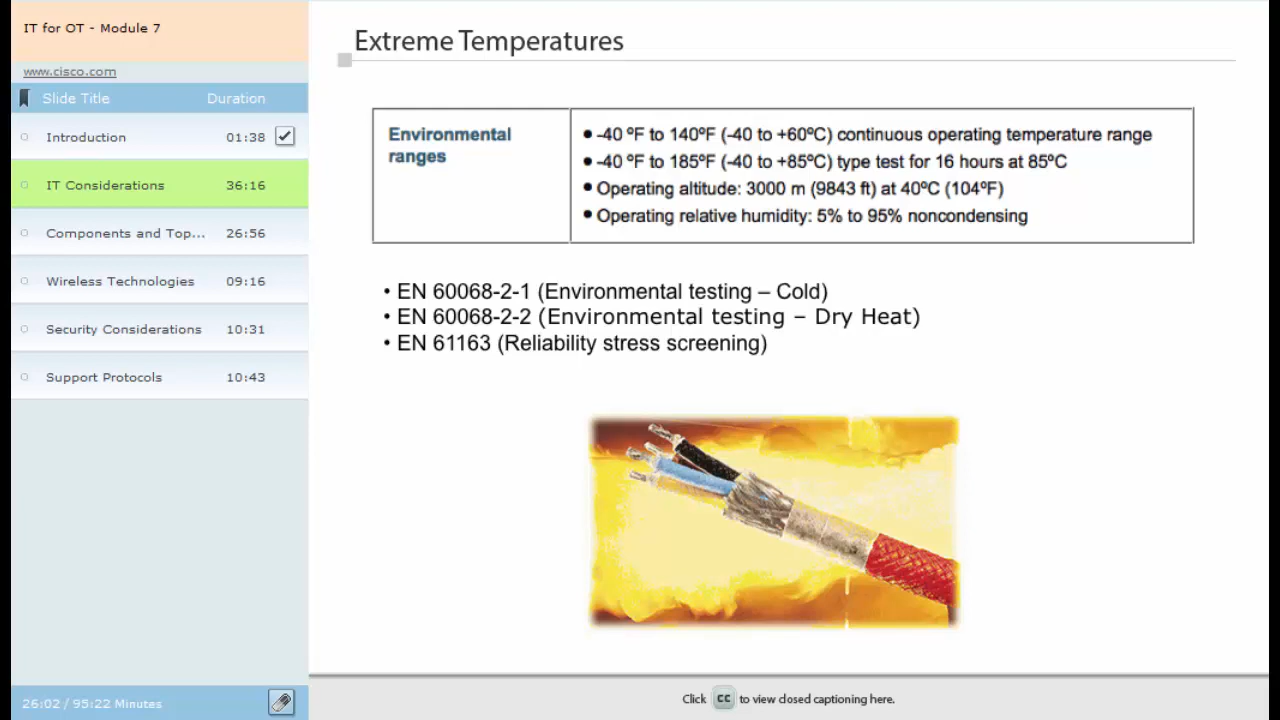 IT for OT - Module 7
www.cisco.com
Slide Title Duration
Introduction 01:38
IT Considerations 36:16
Components and Top... 26:56
Wireless Technologies 09:16
Security Considerations 10:31
Support Protocols 10:43
26:02 / 95:22 Minutes
Extreme Temperatures
Environmental
ranges
● -40 ºF to 140ºF (-40 to +60ºC) continuous operating temperature range
● -40 ºF to 185ºF (-40 to +85ºC) type test for 16 hours at 85ºC
● Operating altitude: 3000 m (9843 ft) at 40ºC (104ºF)
● Operating relative humidity: 5% to 95% noncondensing
• EN 60068-2-1 (Environmental testing – Cold)
• EN 60068-2-2 (Environmental testing – Dry Heat)
• EN 61163 (Reliability stress screening)
Click CC to view closed captioning here.